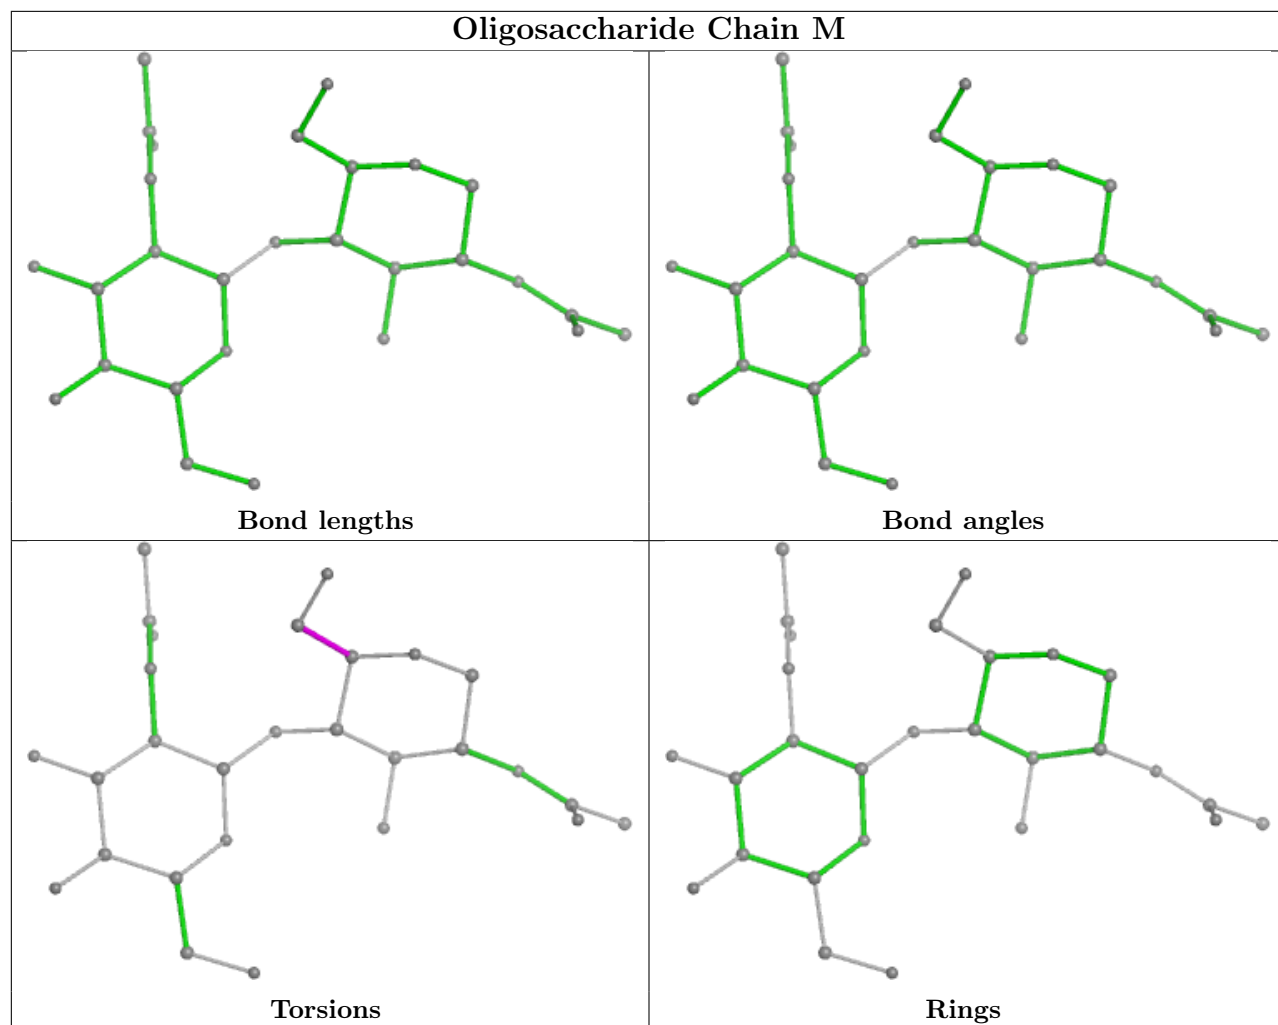 Oligosaccharide Chain M
Bond lengths
Bond angles
Torsions
Rings